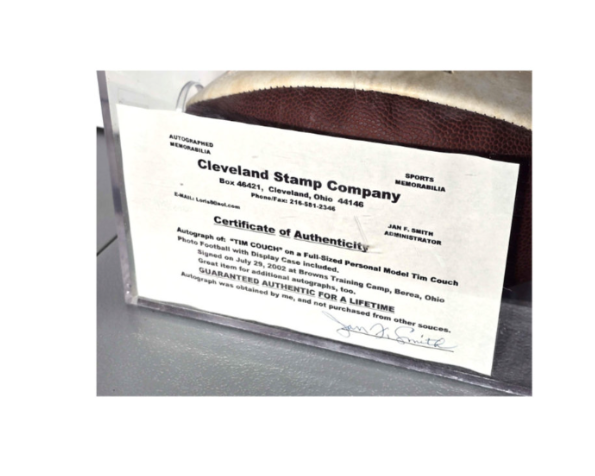 AUTOGRAPHED
MEMORABILIA
SPORTS
MEMORABILIA
Cleveland Stamp Company
Box 46421, Cleveland, Ohio 44146
Phone/Fax: 216-581-2346
JAN F. SMITH
ADMINISTRATOR
Certificate of Authenticity
Autograph of: "TIM COUCH" on a Full-Sized Personal Model Tim Couch
Photo Football with Display Case included.
Signed on July 29, 2002 at Browns Training Camp, Berea, Ohio
Great item for additional autographs, too.
GUARANTEED AUTHENTIC FOR A LIFETIME
Autograph was obtained by me, and not purchased from other souces.
Jan F. Smith